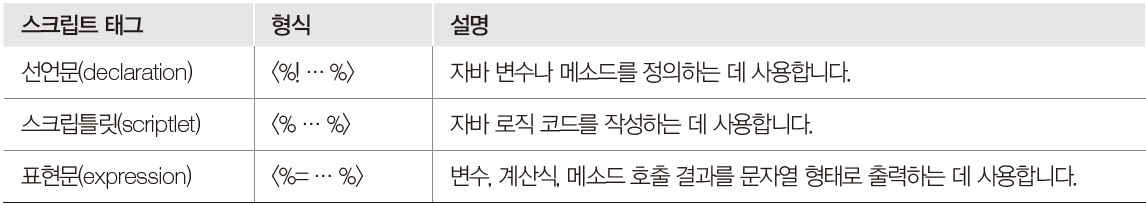 스크립트 태그 형식 설명
선언문(declaration) 〈%! … %〉 자바 변수나 메소드를 정의하는 데 사용합니다.
스크립틀릿(scriptlet) 〈% … %〉 자바 로직 코드를 작성하는 데 사용합니다.
표현문(expression) 〈%= … %〉 변수, 계산식, 메소드 호출 결과를 문자열 형태로 출력하는 데 사용합니다.